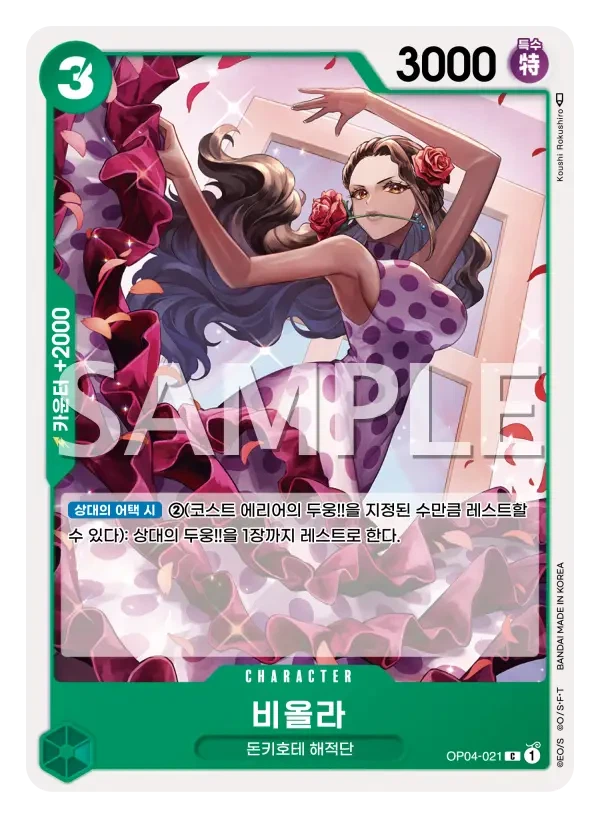 3
3000
특수
特
Koushi Rokushiro
카운터 +2000
SAMPLE
상대의 어택 시 ②(코스트 에리어의 두웅!!을 지정된 수만큼 레스트할
수 있다): 상대의 두웅!!을 1장까지 레스트로 한다.
CHARACTER
비올라
돈키호테 해적단
OP04-021 C 1
©EO/S ©O/S·F·T BANDAI MADE IN KOREA